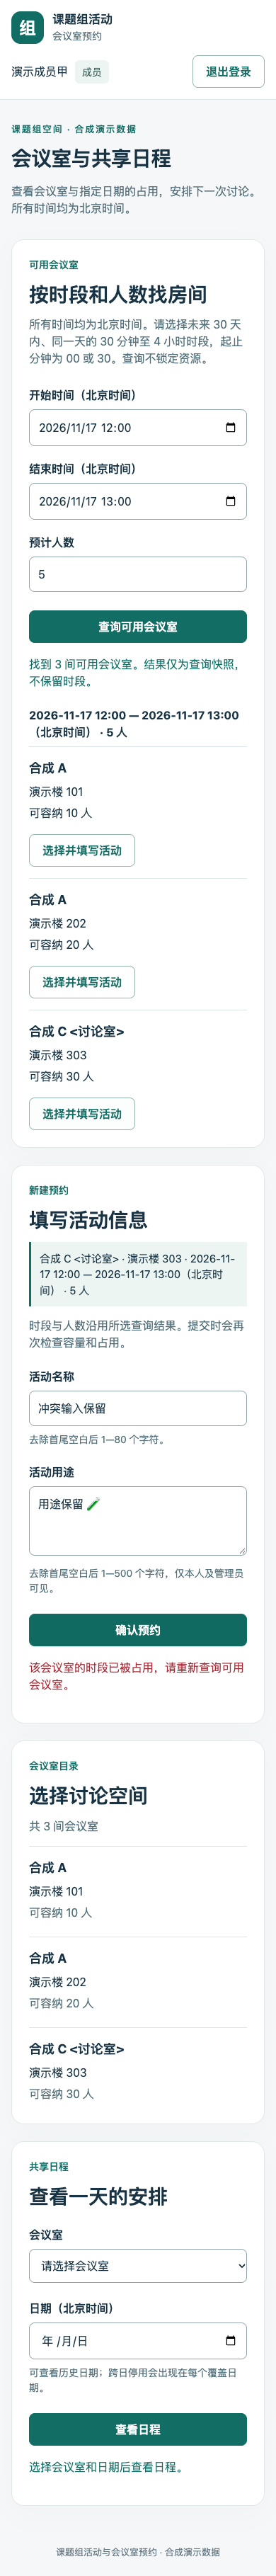 组
课题组活动
会议室预约
演示成员甲
成员
退出登录
课题组空间 · 合成演示数据
会议室与共享日程
查看会议室与指定日期的占用，安排下一次讨论。
所有时间均为北京时间。
可用会议室
按时段和人数找房间
所有时间均为北京时间。请选择未来 30 天
内、同一天的 30 分钟至 4 小时时段，起止
分钟为 00 或 30。查询不锁定资源。
开始时间（北京时间）
2026/11/17 12:00
结束时间（北京时间）
2026/11/17 13:00
预计人数
5
查询可用会议室
找到 3 间可用会议室。结果仅为查询快照，
不保留时段。
2026-11-17 12:00 — 2026-11-17 13:00
（北京时间） · 5 人
合成 A
演示楼 101
可容纳 10 人
选择并填写活动
合成 A
演示楼 202
可容纳 20 人
选择并填写活动
合成 C <讨论室>
演示楼 303
可容纳 30 人
选择并填写活动
新建预约
填写活动信息
合成 C <讨论室> · 演示楼 303 · 2026-11-
17 12:00 — 2026-11-17 13:00（北京时
间） · 5 人
时段与人数沿用所选查询结果。提交时会再
次检查容量和占用。
活动名称
冲突输入保留
去除首尾空白后 1—80 个字符。
活动用途
用途保留 🧪
去除首尾空白后 1—500 个字符，仅本人及管理员
可见。
确认预约
该会议室的时段已被占用，请重新查询可用
会议室。
会议室目录
选择讨论空间
共 3 间会议室
合成 A
演示楼 101
可容纳 10 人
合成 A
演示楼 202
可容纳 20 人
合成 C <讨论室>
演示楼 303
可容纳 30 人
共享日程
查看一天的安排
会议室
请选择会议室
日期（北京时间）
年 /月/日
可查看历史日期；跨日停用会出现在每个覆盖日
期。
查看日程
选择会议室和日期后查看日程。
课题组活动与会议室预约 · 合成演示数据